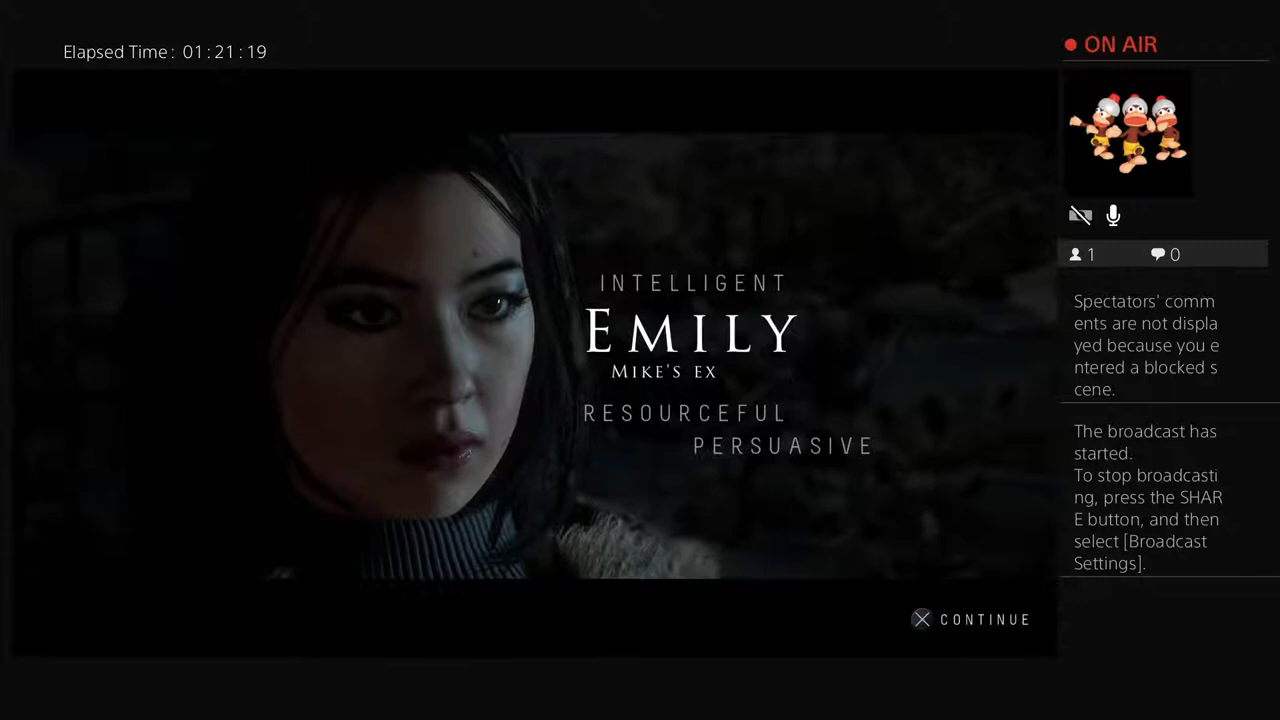 Elapsed Time: 01:21:19
ON AIR
INTELLIGENT
EMILY
MIKE'S EX
RESOURCEFUL
PERSUASIVE
CONTINUE
1
0
Spectators' comm
ents are not displa
yed because you e
ntered a blocked s
cene.
The broadcast has
started.
To stop broadcasti
ng, press the SHAR
E button, and then
select [Broadcast
Settings].